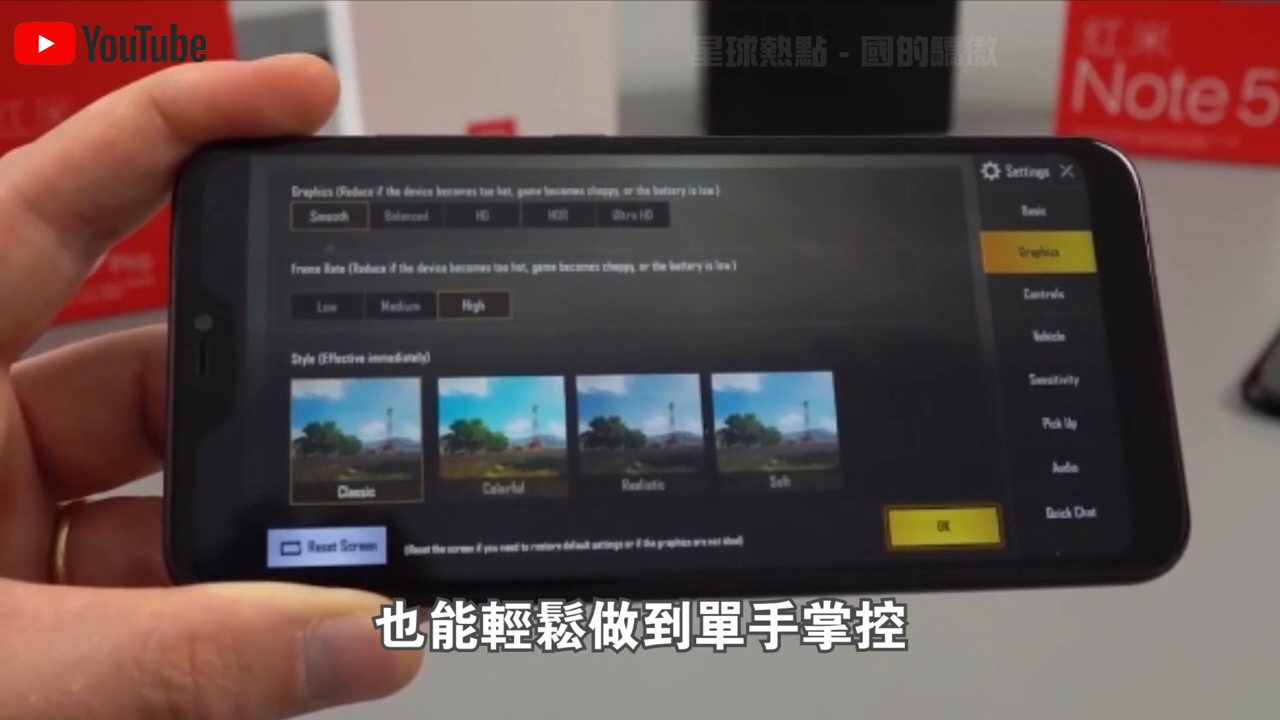 YouTube
星球熱點 - 國的驕傲
红米
Note 5
Settings
Graphics (Reduce if the device becomes too hot, game becomes choppy, or the battery is low)
Smooth Balanced HD HDR Ultra HD
Basic
Graphics
Frame Rate (Reduce if the device becomes too hot, game becomes choppy, or the battery is low)
Low Medium High
Controls
Vehicle
Style (Effective immediately)
Sensitivity
Pick Up
Audio
Classic Colorful Realistic Soft
Quick Chat
Reset Screen
(Reset the screen if you need to restore default settings or if the graphics are not ideal)
OK
也能輕鬆做到單手掌控